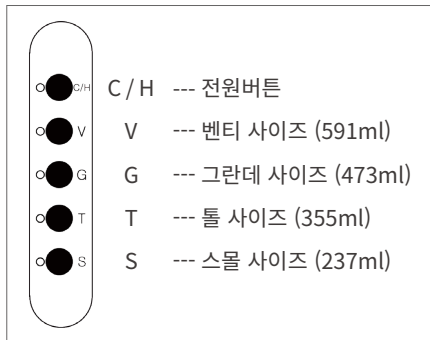 C/H C / H --- 전원버튼
V V --- 벤티 사이즈 (591ml)
G G --- 그란데 사이즈 (473ml)
T T --- 톨 사이즈 (355ml)
S S --- 스몰 사이즈 (237ml)